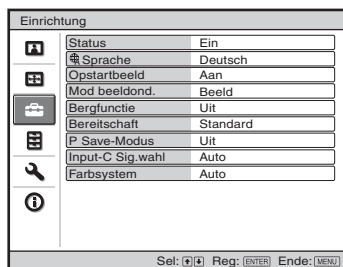 Einrichtung
Status Ein
Sprache Deutsch
Opstartbeeld Aan
Mod beeldond. Beeld
Bergfunctie Uit
Bereitschaft Standard
P Save-Modus Uit
Input-C Sig.wahl Auto
Farbsystem Auto
Sel: Reg: ENTER Ende: MENU